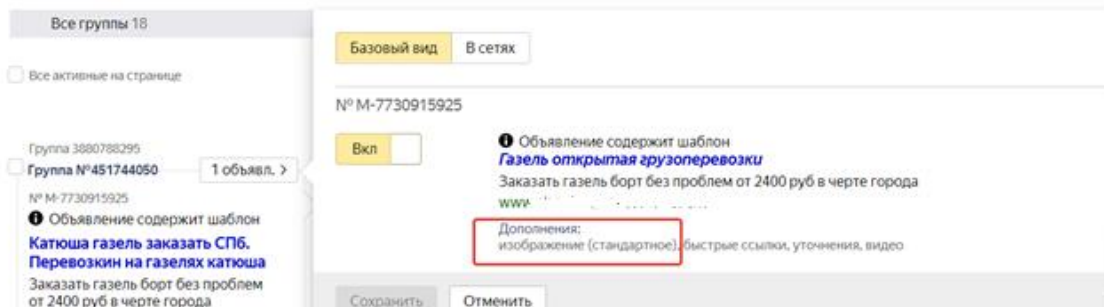 Все группы 18
Все активные на странице
Группа 3880788295
Группа №451744050
1 объявл. >
№ М-7730915925
Объявление содержит шаблон
Катюша газель заказать СПб.
Перевозкин на газелях катюша
Заказать газель борт без проблем
от 2400 руб в черте города
Базовый вид
В сетях
№ М-7730915925
Вкл
Объявление содержит шаблон
Газель открытая грузоперевозки
Заказать газель борт без проблем от 2400 руб в черте города
www
Дополнения:
изображение (стандартное), быстрые ссылки, уточнения, видео
Сохранить
Отменить